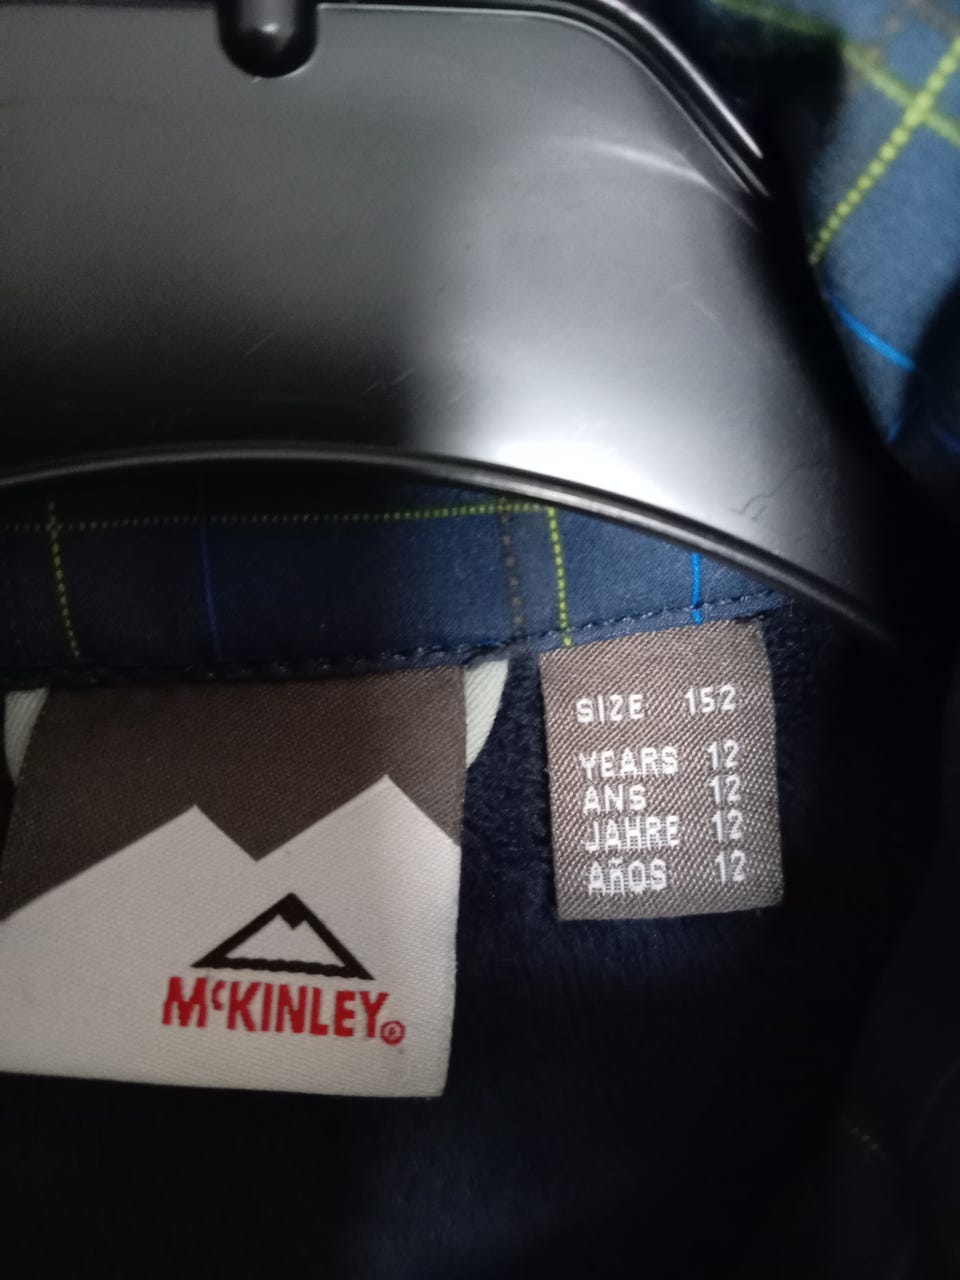 McKINLEY®
SIZE 152
YEARS 12
ANS 12
JAHRE 12
AñOS 12